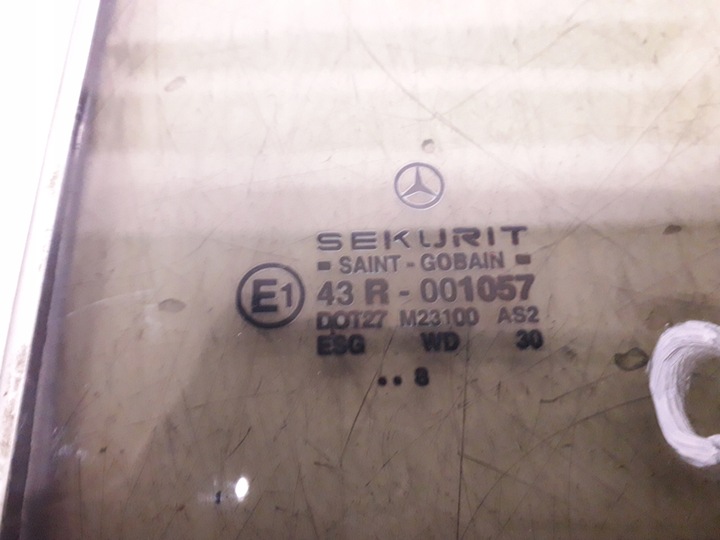 SEKURIT
SAINT - GOBAIN
E1 43 R - 001057
DOT27 M23100 AS2
ESG WD 30
.. 8